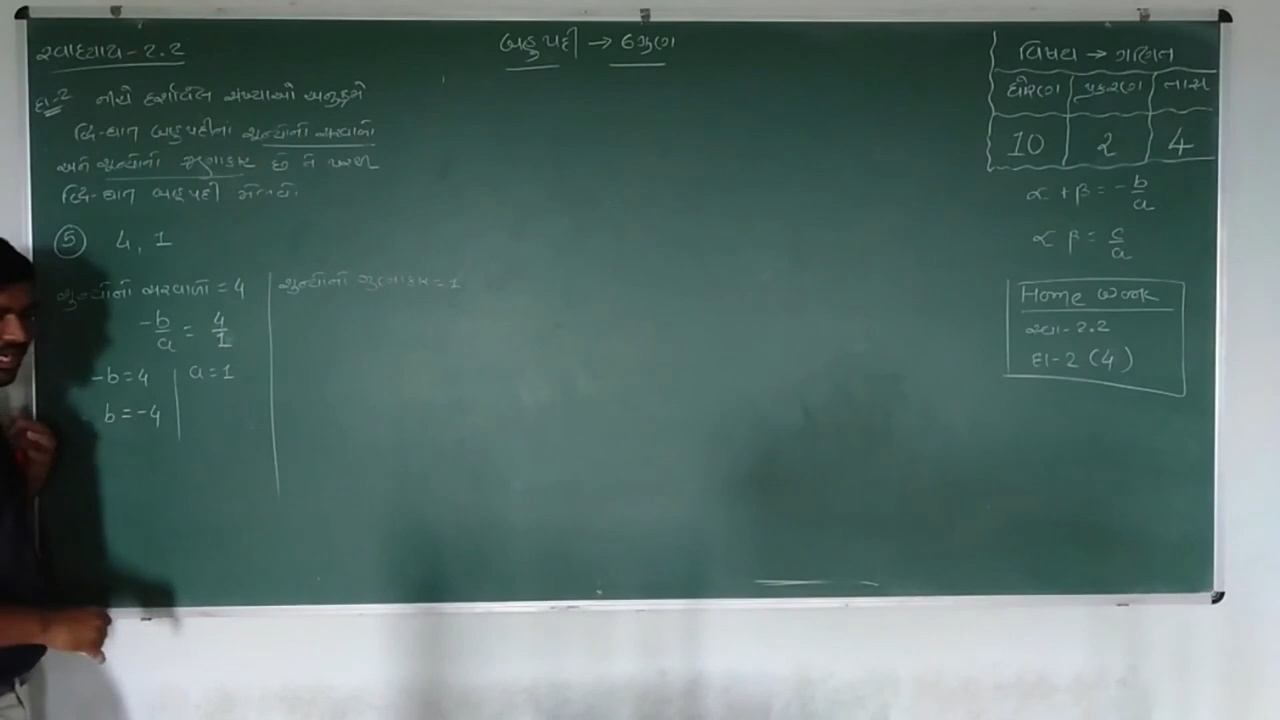 સ્વાધ્યાય-2.2
બહુપદી → ઉકેલ
દા-2 નીચે દર્શાવેલ સંખ્યાઓ અનુક્રમે
દ્વિ-ઘાત બહુપદીનાં શૂન્યોનો સરવાળો
અને શૂન્યોનો ગુણાકાર હોય તે પરથી
દ્વિ-ઘાત બહુપદી મેળવો.
⑤ 4, 1
શૂન્યોનો સરવાળો = 4
-b/a = 4/1
-b=4 a=1
b=-4
શૂન્યોનો ગુણાકાર = 1
વિષય → ગણિત
ધોરણ પ્રકરણ તાસ
10 2 4
α + β = -b/a
α β = c/a
Home work
સ્વા-2.2
દા-2 (4)